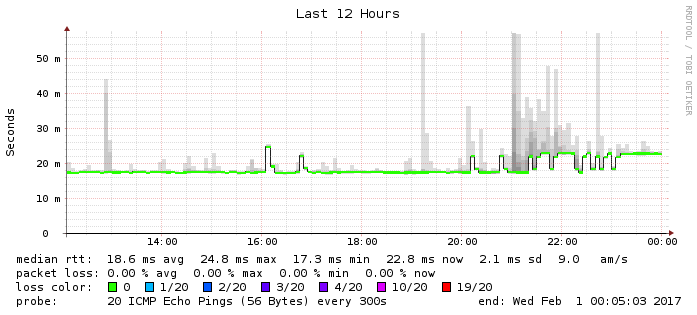 Last 12 Hours
RRDTOOL / TOBI OETIKER
Seconds
50 m
40 m
30 m
20 m
10 m
0
14:00 16:00 18:00 20:00 22:00 00:00
median rtt: 18.6 ms avg 24.8 ms max 17.3 ms min 22.8 ms now 2.1 ms sd 9.0 am/s
packet loss: 0.00 % avg 0.00 % max 0.00 % min 0.00 % now
loss color: 0 1/20 2/20 3/20 4/20 10/20 19/20
probe: 20 ICMP Echo Pings (56 Bytes) every 300s end: Wed Feb 1 00:05:03 2017